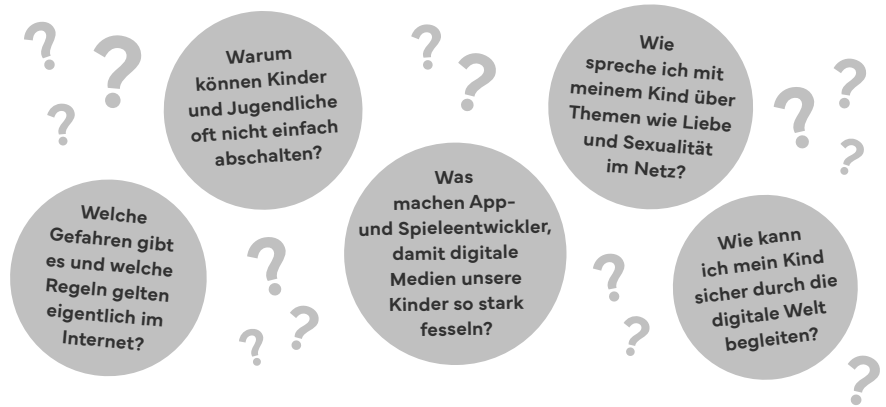 Welche
Gefahren gibt
es und welche
Regeln gelten
eigentlich im
Internet?
Warum
können Kinder
und Jugendliche
oft nicht einfach
abschalten?
Was
machen App-
und Spieleentwickler,
damit digitale
Medien unsere
Kinder so stark
fesseln?
Wie
spreche ich mit
meinem Kind über
Themen wie Liebe
und Sexualität
im Netz?
Wie kann
ich mein Kind
sicher durch die
digitale Welt
begleiten?
? ? ? ? ? ? ? ? ? ? ? ? ? ?